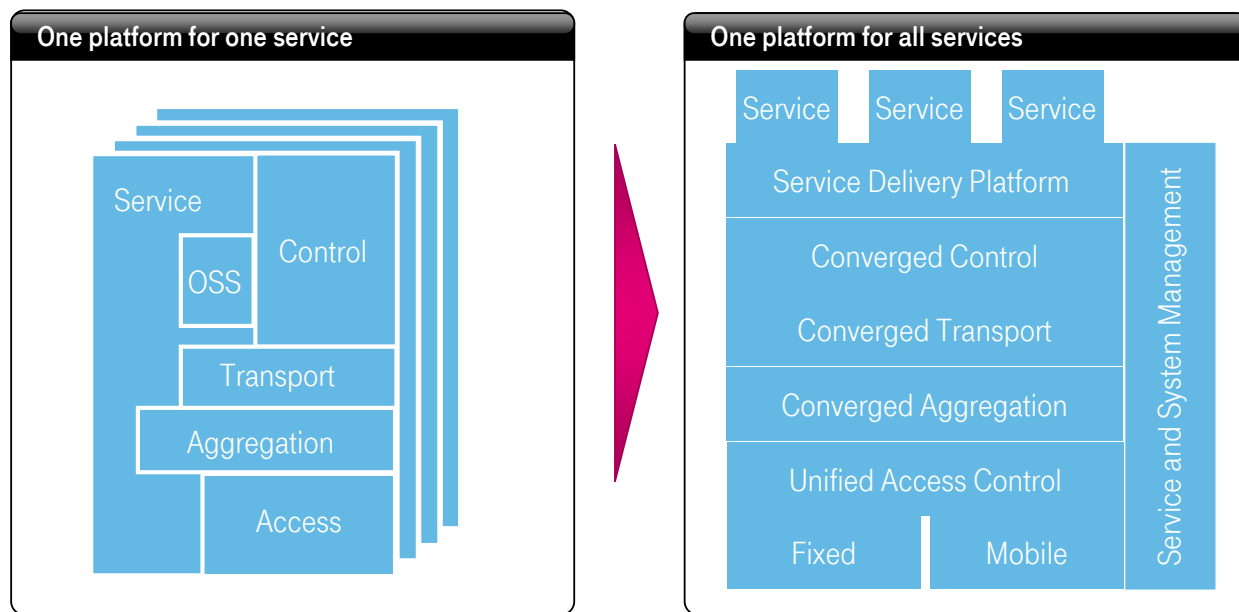 One platform for one service
Service
Control
OSS
Transport
Aggregation
Access
One platform for all services
Service Service Service
Service Delivery Platform
Converged Control
Converged Transport
Converged Aggregation
Unified Access Control
Fixed Mobile
Service and System Management